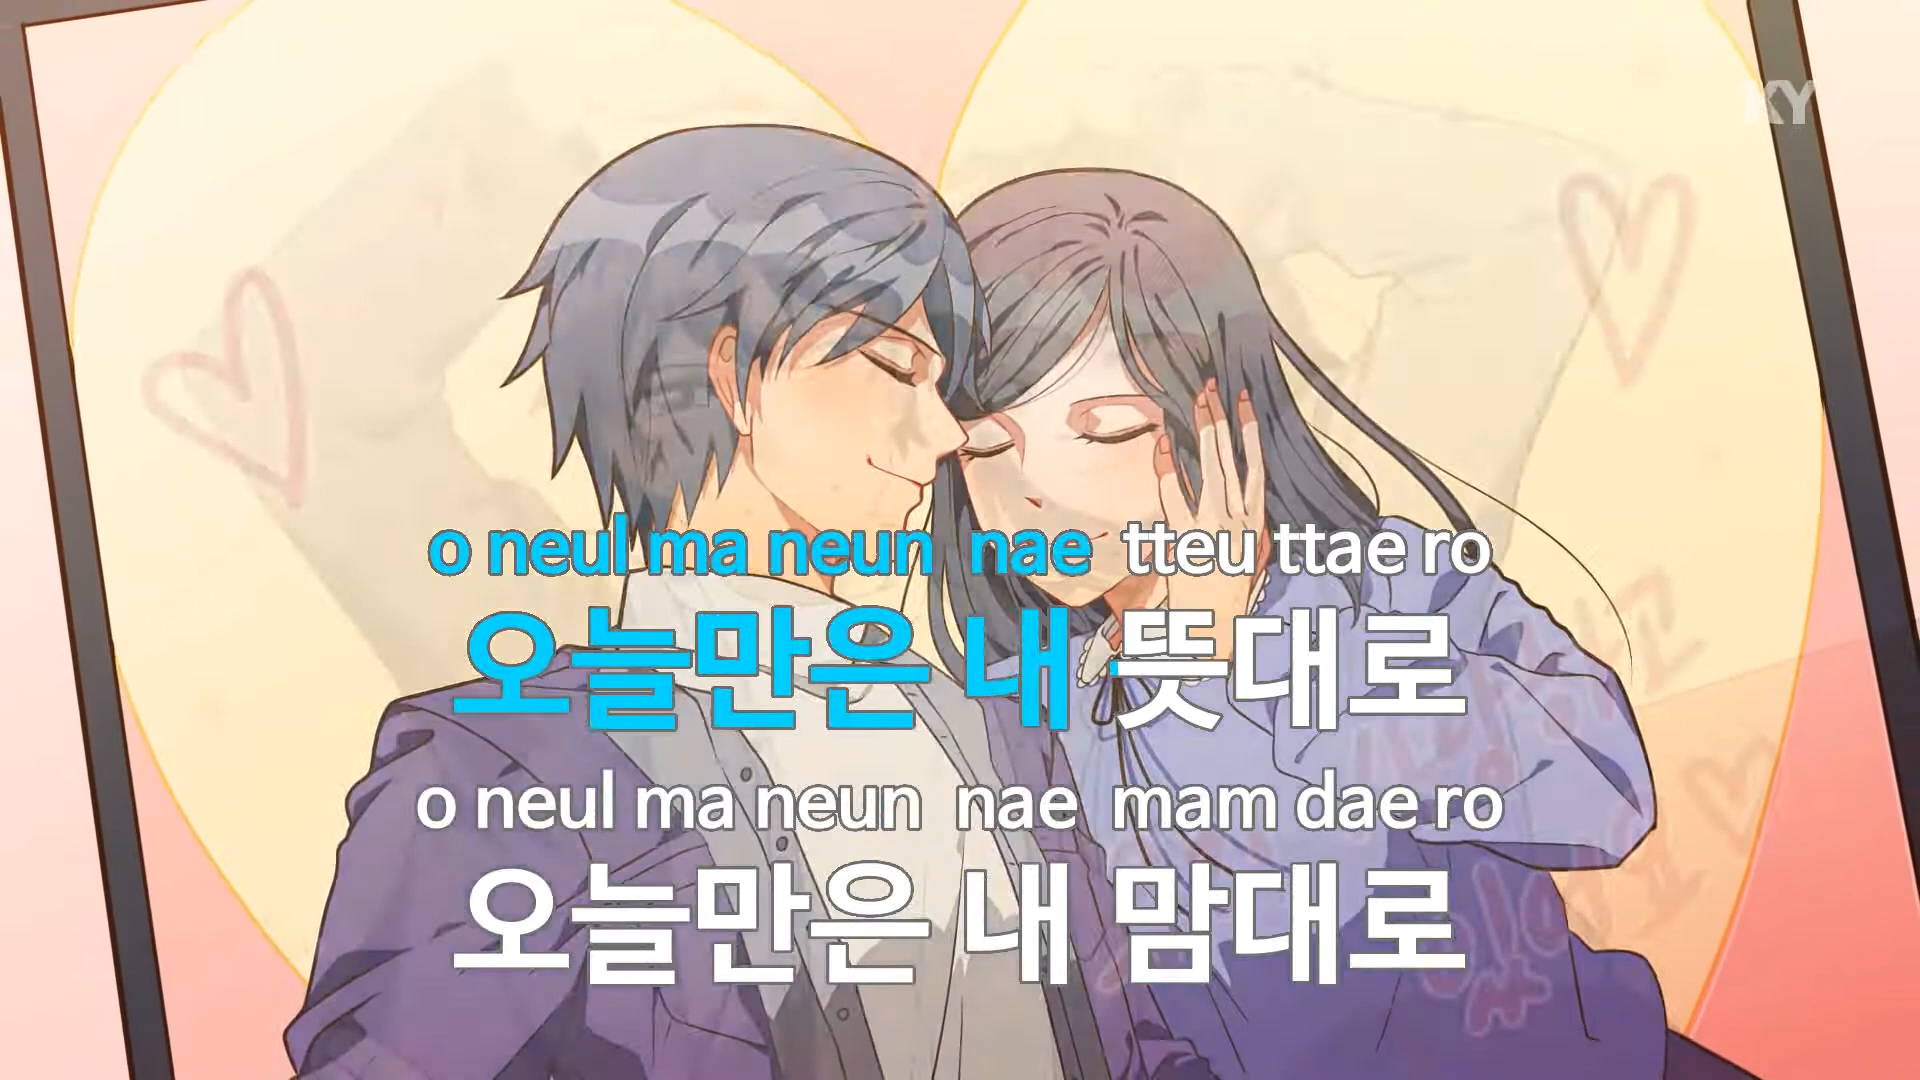 KY
o neul ma neun nae tteu ttae ro
오늘만은 내 뜻대로
o neul ma neun nae mam dae ro
오늘만은 내 맘대로